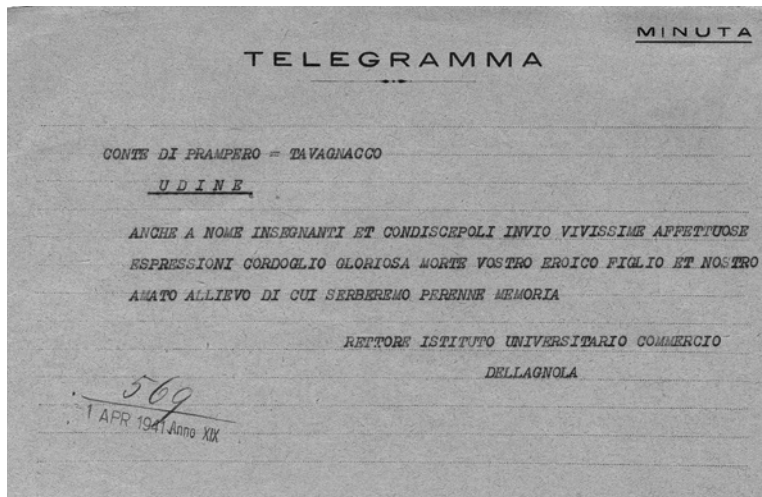 MINUTA
TELEGRAMMA
CONTE DI PRAMPERO = TAVAGNACCO
UDINE
ANCHE A NOME INSEGNANTI ET CONDISCEPOLI INVIO VIVISSIME AFFETTUOSE
ESPRESSIONI CORDOGLIO GLORIOSA MORTE VOSTRO EROICO FIGLIO ET NOSTRO
AMATO ALLIEVO DI CUI SERBEREMO PERENNE MEMORIA
RETTORE ISTITUTO UNIVERSITARIO COMMERCIO
DELLAGNOLA
569
1 APR 1941 Anno XIX